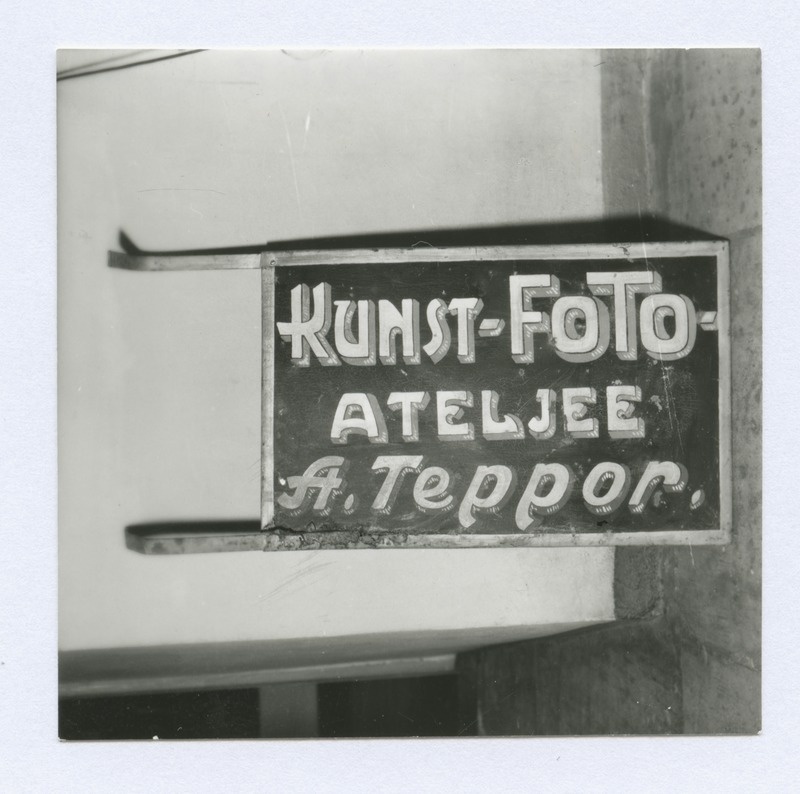 KUNST-FOTO-
ATELJEE
A. Teppor.